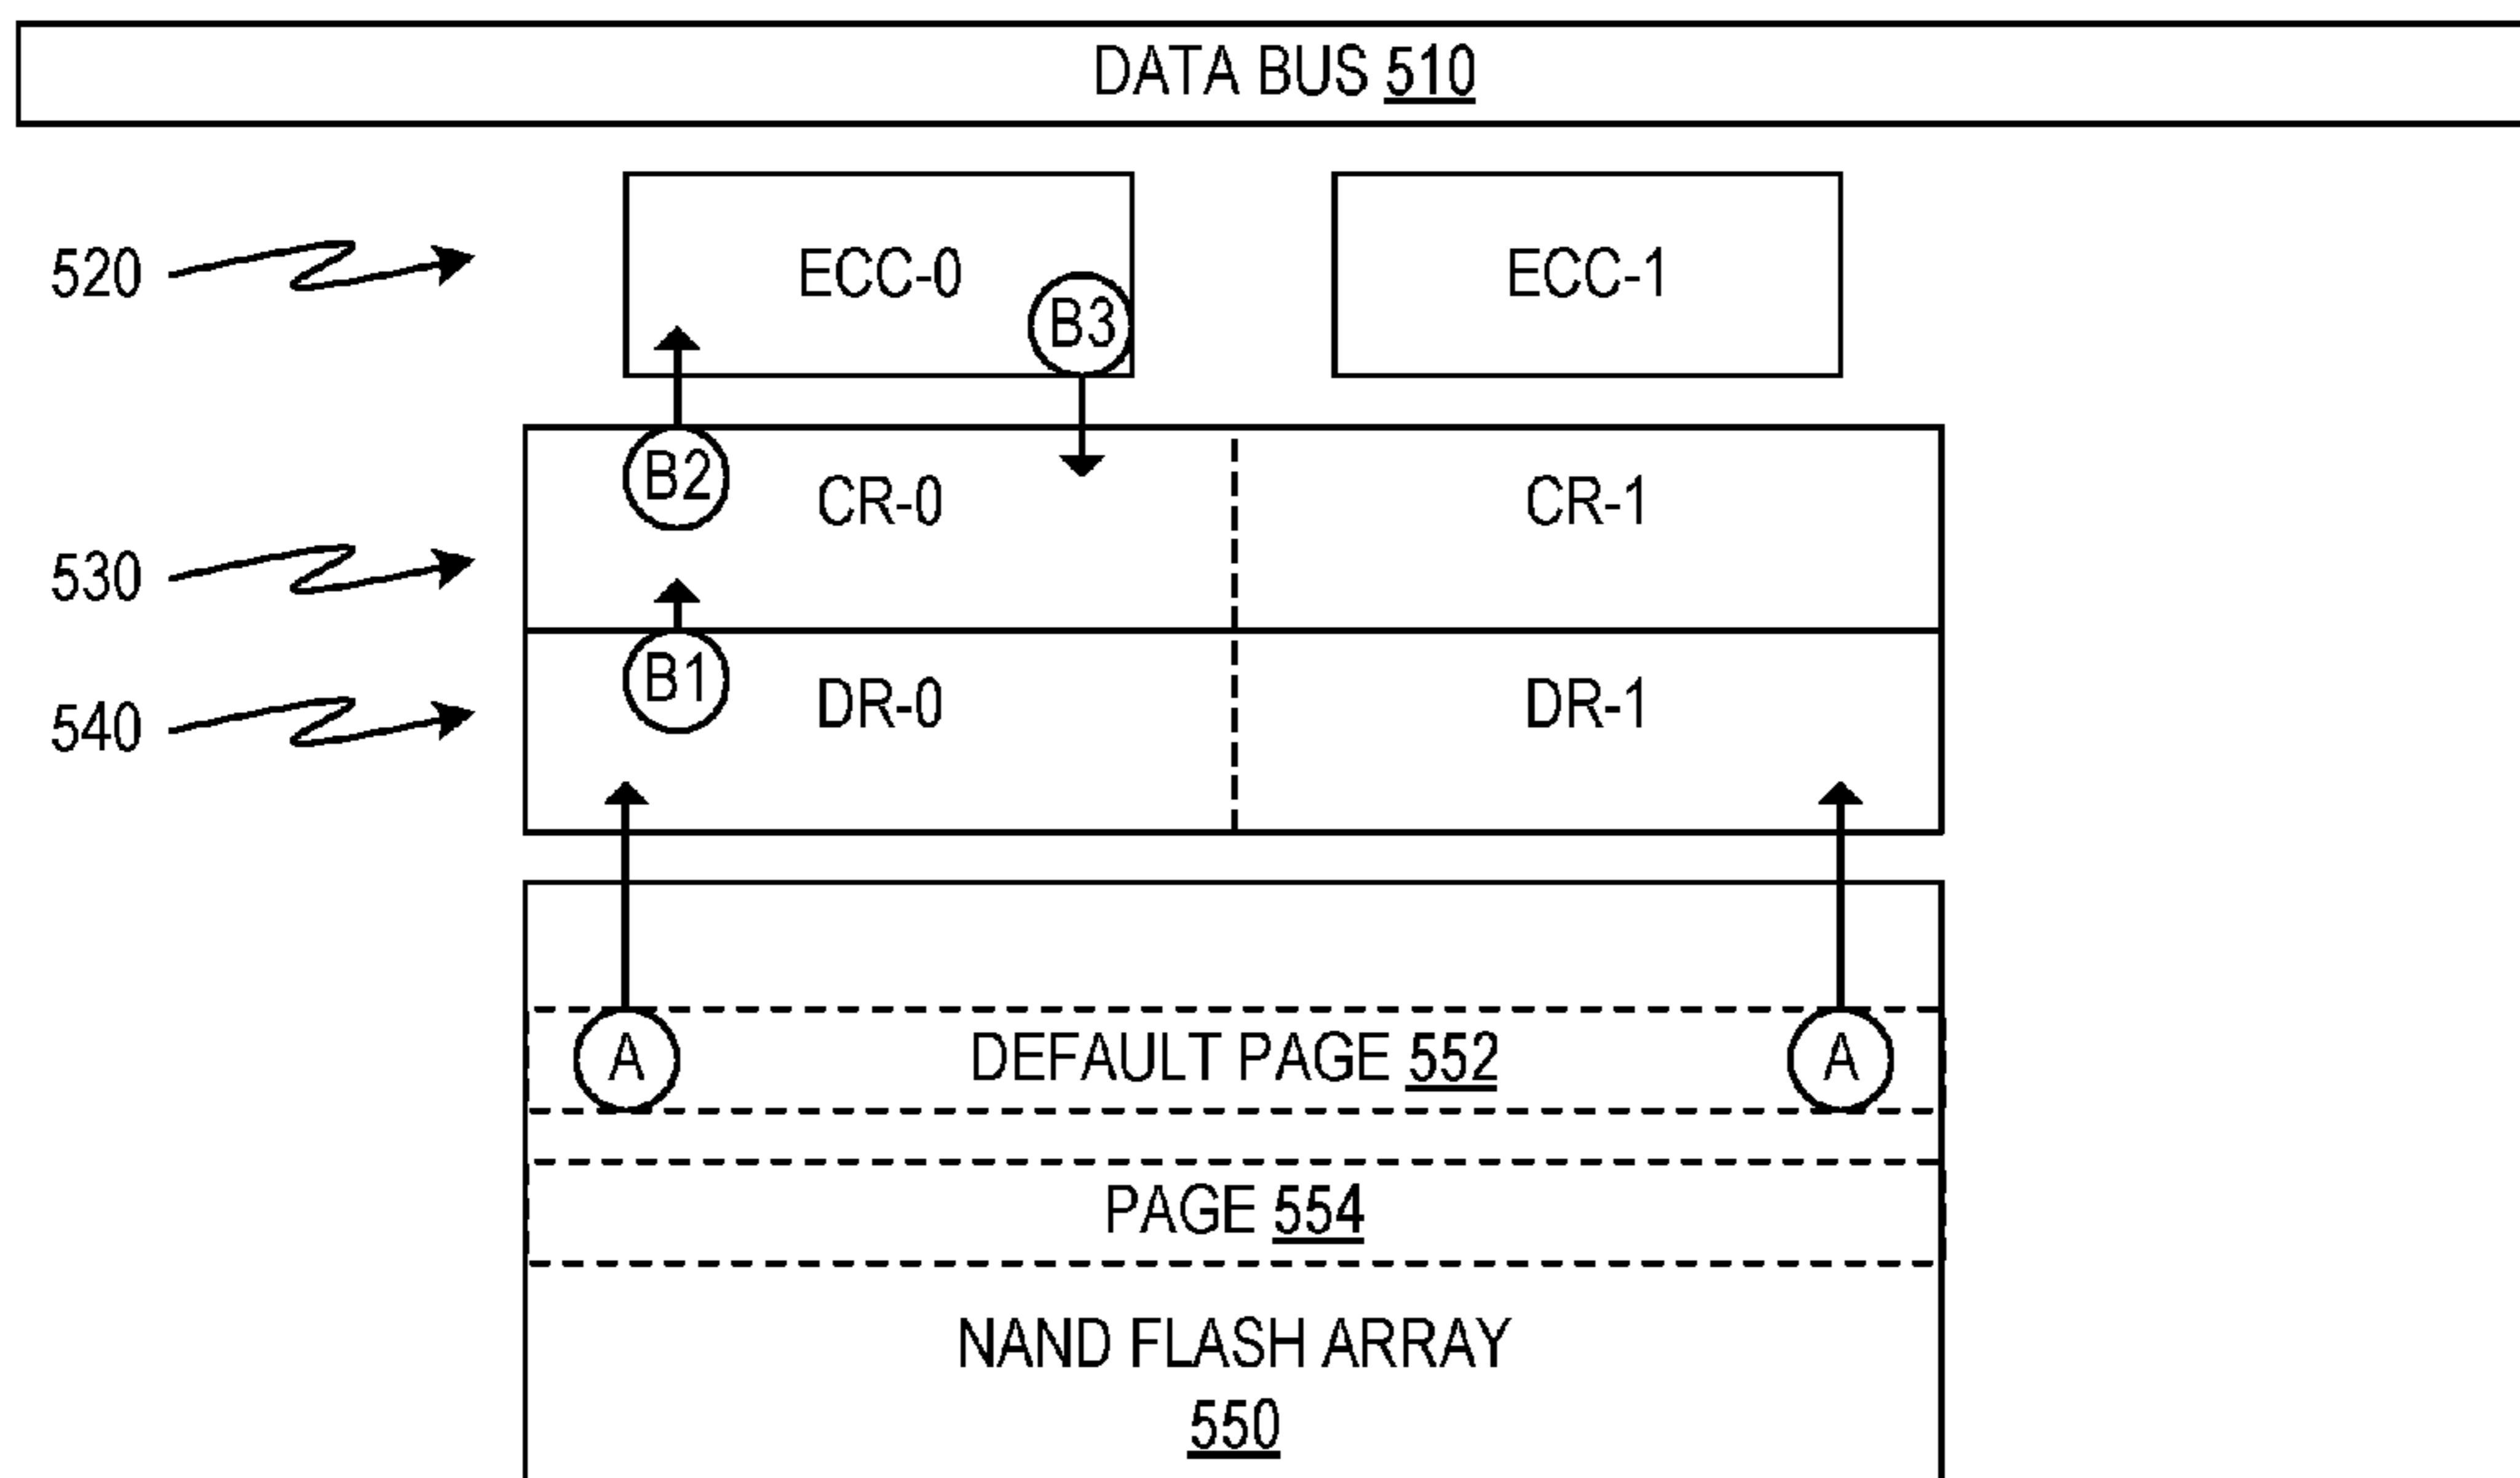 DATA BUS 510
520 ECC-0 ECC-1
B3
B2 CR-0 CR-1
530
B1 DR-0 DR-1
540
A DEFAULT PAGE 552 A
PAGE 554
NAND FLASH ARRAY
550